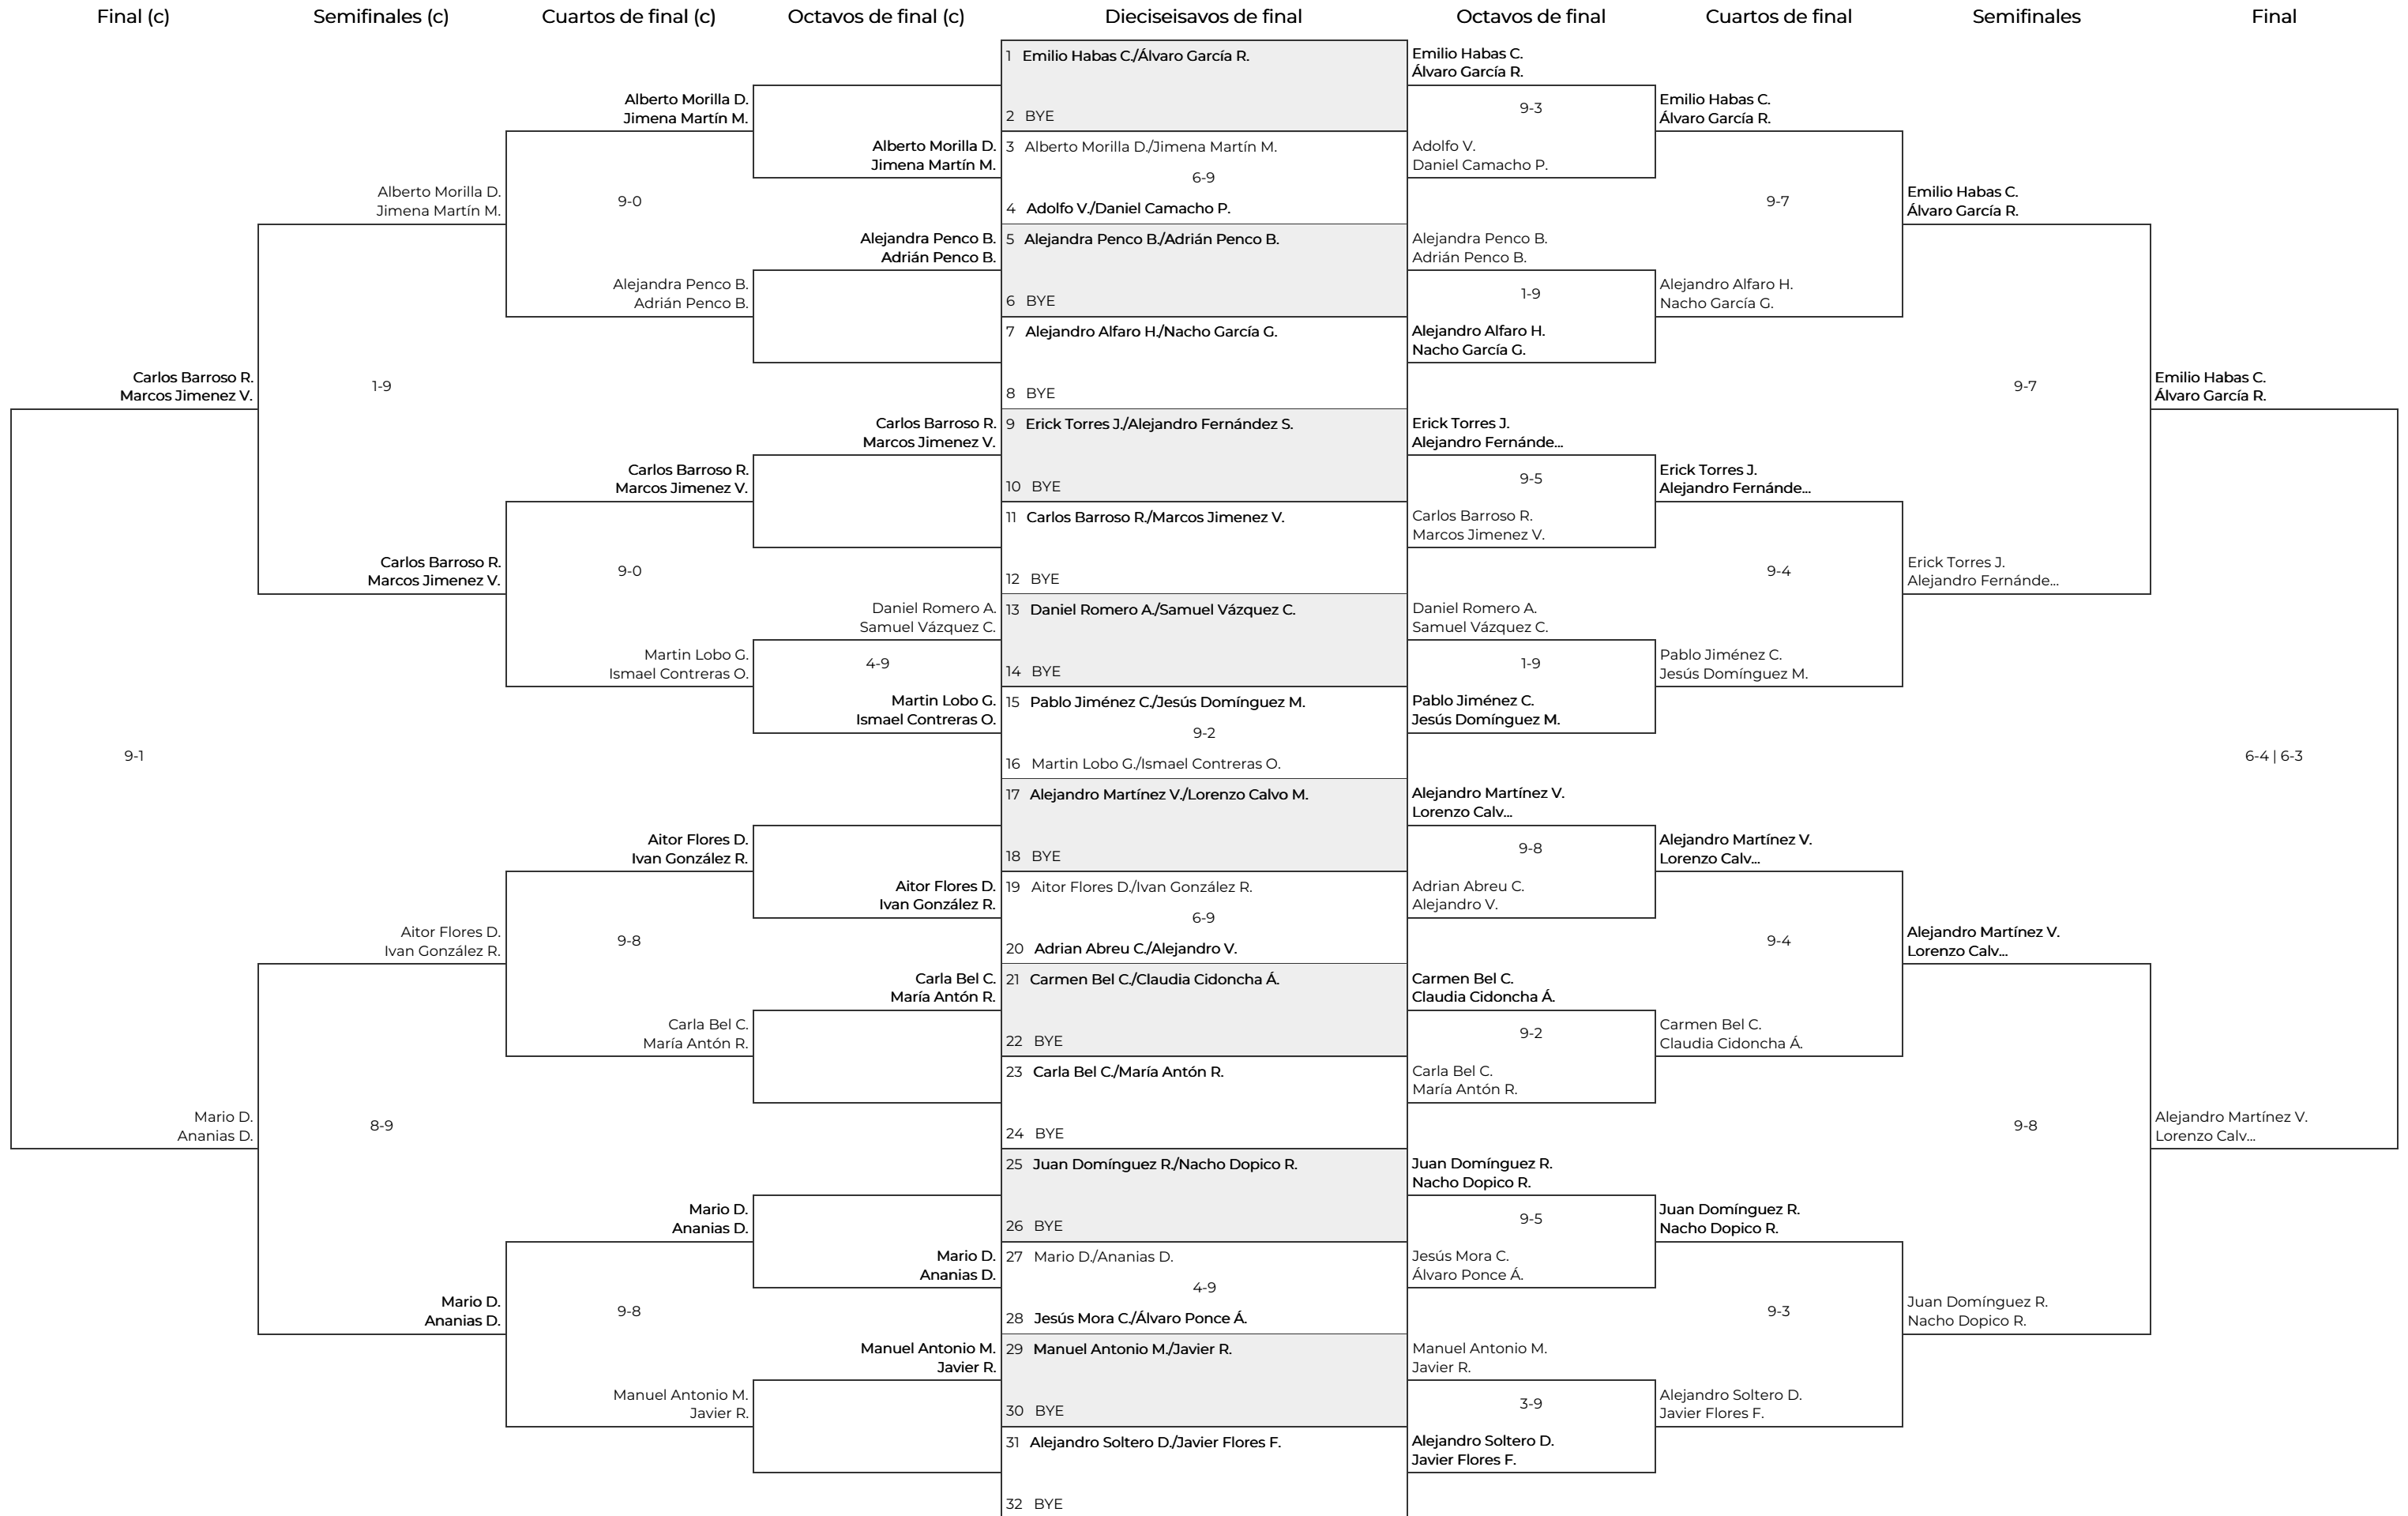 Final (c)
Semifinales (c)
Cuartos de final (c)
Octavos de final (c)
Dieciseisavos de final
Octavos de final
Cuartos de final
Semifinales
Final
Carlos Barroso R.
Marcos Jimenez V.
9-1
Mario D.
Ananias D.
Alberto Morilla D.
Jimena Martín M.
1-9
Carlos Barroso R.
Marcos Jimenez V.
Aitor Flores D.
Ivan González R.
8-9
Mario D.
Ananias D.
Alberto Morilla D.
Jimena Martín M.
9-0
Alejandra Penco B.
Adrián Penco B.
Carlos Barroso R.
Marcos Jimenez V.
9-0
Martin Lobo G.
Ismael Contreras O.
Aitor Flores D.
Ivan González R.
9-8
Carla Bel C.
María Antón R.
Mario D.
Ananias D.
9-8
Manuel Antonio M.
Javier R.
Alberto Morilla D.
Jimena Martín M.
Alejandra Penco B.
Adrián Penco B.
Carlos Barroso R.
Marcos Jimenez V.
Daniel Romero A.
Samuel Vázquez C.
4-9
Martin Lobo G.
Ismael Contreras O.
Aitor Flores D.
Ivan González R.
Carla Bel C.
María Antón R.
Mario D.
Ananias D.
Manuel Antonio M.
Javier R.
1 Emilio Habas C./Álvaro García R.
2 BYE
3 Alberto Morilla D./Jimena Martín M.
6-9
4 Adolfo V./Daniel Camacho P.
5 Alejandra Penco B./Adrián Penco B.
6 BYE
7 Alejandro Alfaro H./Nacho García G.
8 BYE
9 Erick Torres J./Alejandro Fernández S.
10 BYE
11 Carlos Barroso R./Marcos Jimenez V.
12 BYE
13 Daniel Romero A./Samuel Vázquez C.
14 BYE
15 Pablo Jiménez C./Jesús Domínguez M.
9-2
16 Martin Lobo G./Ismael Contreras O.
17 Alejandro Martínez V./Lorenzo Calvo M.
18 BYE
19 Aitor Flores D./Ivan González R.
6-9
20 Adrian Abreu C./Alejandro V.
21 Carmen Bel C./Claudia Cidoncha Á.
22 BYE
23 Carla Bel C./María Antón R.
24 BYE
25 Juan Domínguez R./Nacho Dopico R.
26 BYE
27 Mario D./Ananias D.
4-9
28 Jesús Mora C./Álvaro Ponce Á.
29 Manuel Antonio M./Javier R.
30 BYE
31 Alejandro Soltero D./Javier Flores F.
32 BYE
Emilio Habas C.
Álvaro García R.
9-3
Adolfo V.
Daniel Camacho P.
Alejandra Penco B.
Adrián Penco B.
1-9
Alejandro Alfaro H.
Nacho García G.
Erick Torres J.
Alejandro Fernánde...
9-5
Carlos Barroso R.
Marcos Jimenez V.
Daniel Romero A.
Samuel Vázquez C.
1-9
Pablo Jiménez C.
Jesús Domínguez M.
Alejandro Martínez V.
Lorenzo Calv...
9-8
Adrian Abreu C.
Alejandro V.
Carmen Bel C.
Claudia Cidoncha Á.
9-2
Carla Bel C.
María Antón R.
Juan Domínguez R.
Nacho Dopico R.
9-5
Jesús Mora C.
Álvaro Ponce Á.
Manuel Antonio M.
Javier R.
3-9
Alejandro Soltero D.
Javier Flores F.
Emilio Habas C.
Álvaro García R.
9-7
Alejandro Alfaro H.
Nacho García G.
Erick Torres J.
Alejandro Fernánde...
9-4
Pablo Jiménez C.
Jesús Domínguez M.
Alejandro Martínez V.
Lorenzo Calv...
9-4
Carmen Bel C.
Claudia Cidoncha Á.
Juan Domínguez R.
Nacho Dopico R.
9-3
Alejandro Soltero D.
Javier Flores F.
Emilio Habas C.
Álvaro García R.
9-7
Erick Torres J.
Alejandro Fernánde...
Alejandro Martínez V.
Lorenzo Calv...
9-8
Juan Domínguez R.
Nacho Dopico R.
Emilio Habas C.
Álvaro García R.
6-4 | 6-3
Alejandro Martínez V.
Lorenzo Calv...